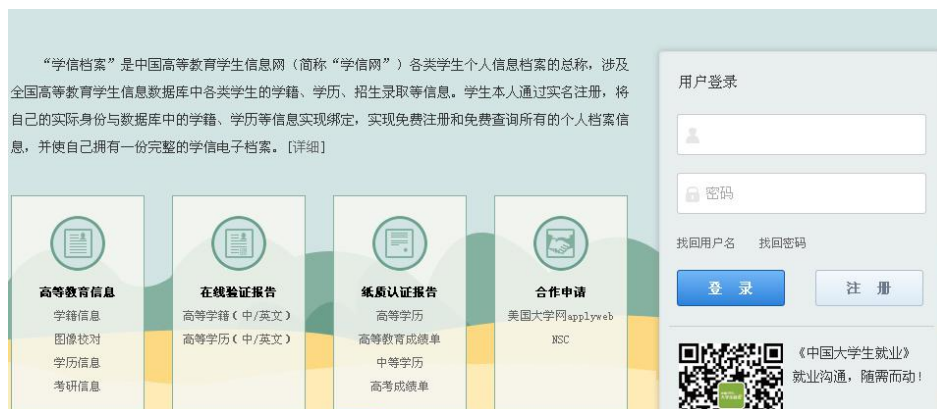 “学信档案”是中国高等教育学生信息网（简称“学信网”）各类学生个人信息档案的总称，涉及
全国高等教育学生信息数据库中各类学生的学籍、学历、招生录取等信息。学生本人通过实名注册，将
自己的实际身份与数据库中的学籍、学历等信息实现绑定，实现免费注册和免费查询所有的个人档案信
息，并使自己拥有一份完整的学信电子档案。[详细]
高等教育信息
学籍信息
图像校对
学历信息
考研信息
在线验证报告
高等学籍（中/英文）
高等学历（中/英文）
纸质认证报告
高等学历
高等教育成绩单
中等学历
高考成绩单
合作申请
美国大学网applyweb
NSC
用户登录
密码
找回用户名 找回密码
登 录 注 册
《中国大学生就业》
就业沟通，随需而动！